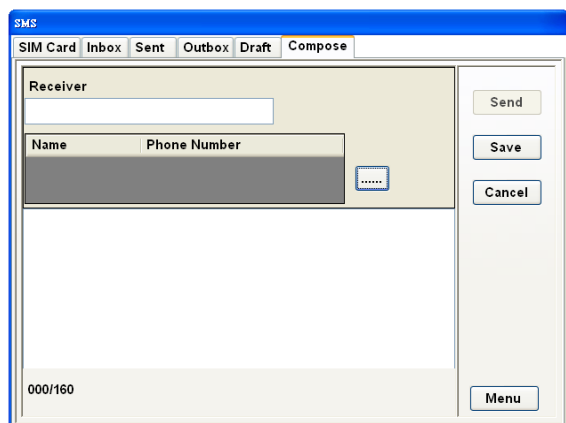 SMS
SIM Card Inbox Sent Outbox Draft Compose
Receiver
Send
Name Phone Number
Save
......
Cancel
000/160
Menu